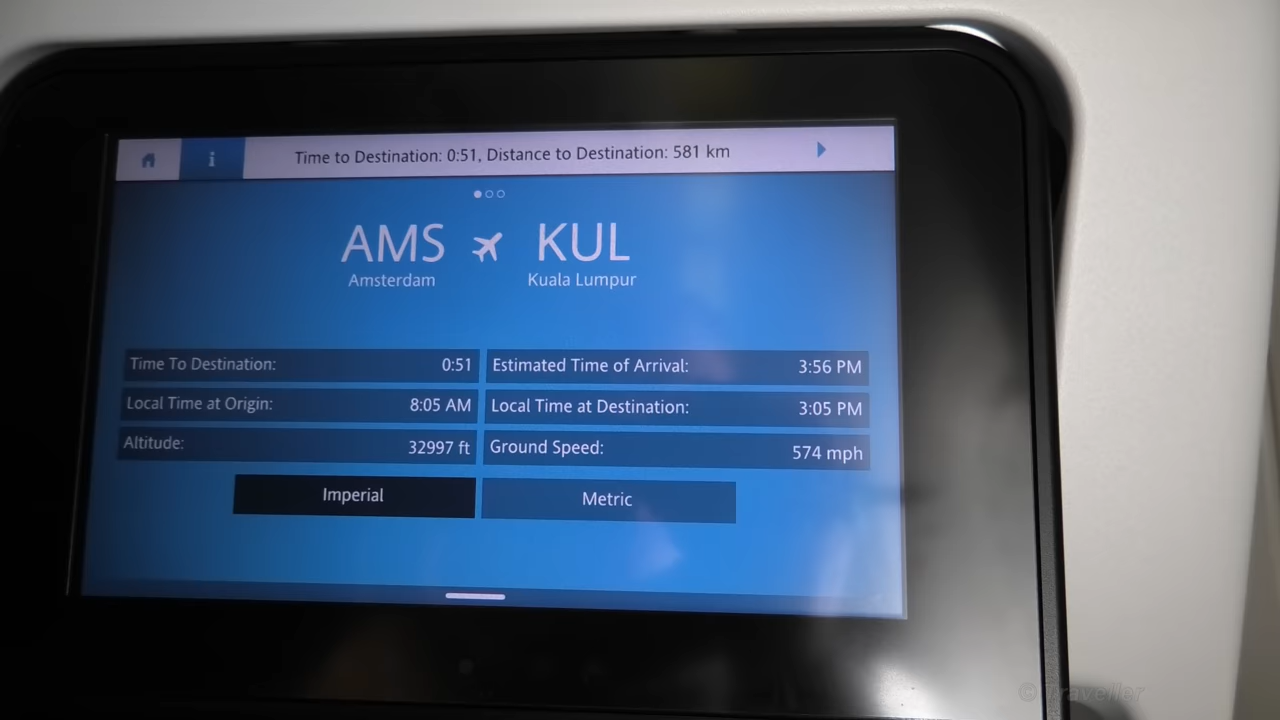 i
Time to Destination: 0:51, Distance to Destination: 581 km
AMS KUL
Amsterdam Kuala Lumpur
Time To Destination: 0:51 Estimated Time of Arrival: 3:56 PM
Local Time at Origin: 8:05 AM Local Time at Destination: 3:05 PM
Altitude: 32997 ft Ground Speed: 574 mph
Imperial Metric
© Traveller